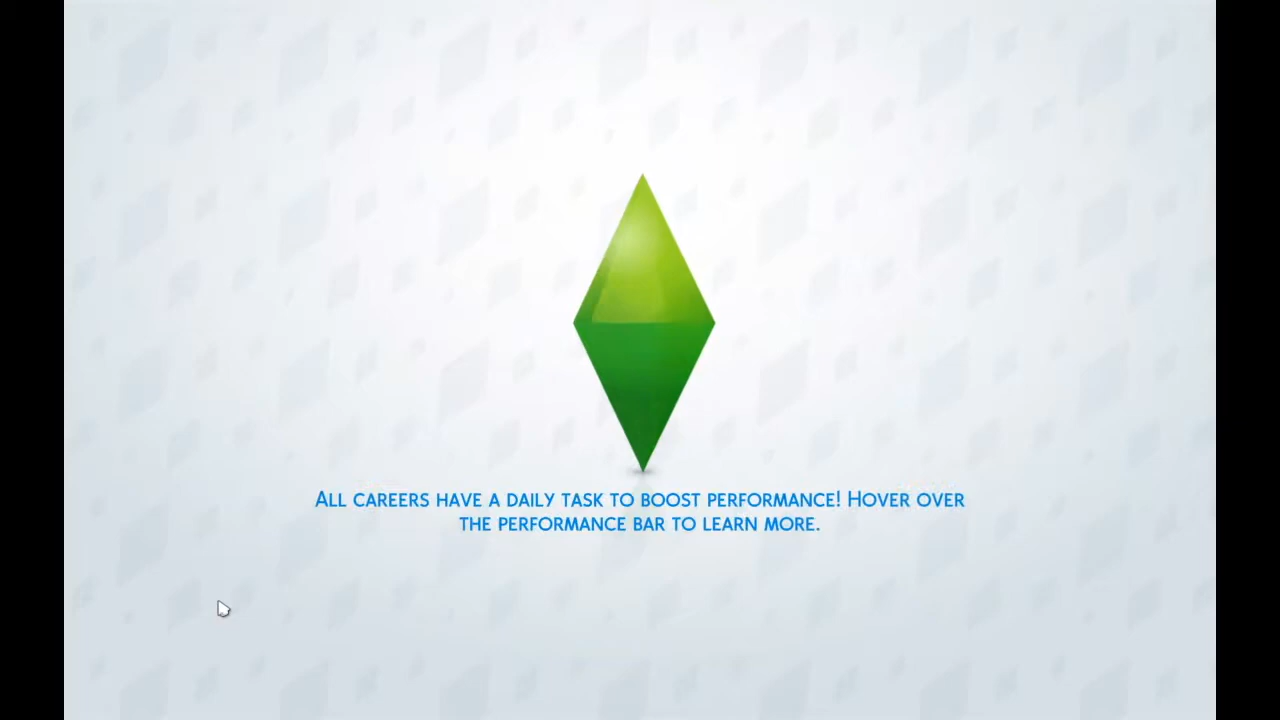 All careers have a daily task to boost performance! Hover over
the performance bar to learn more.